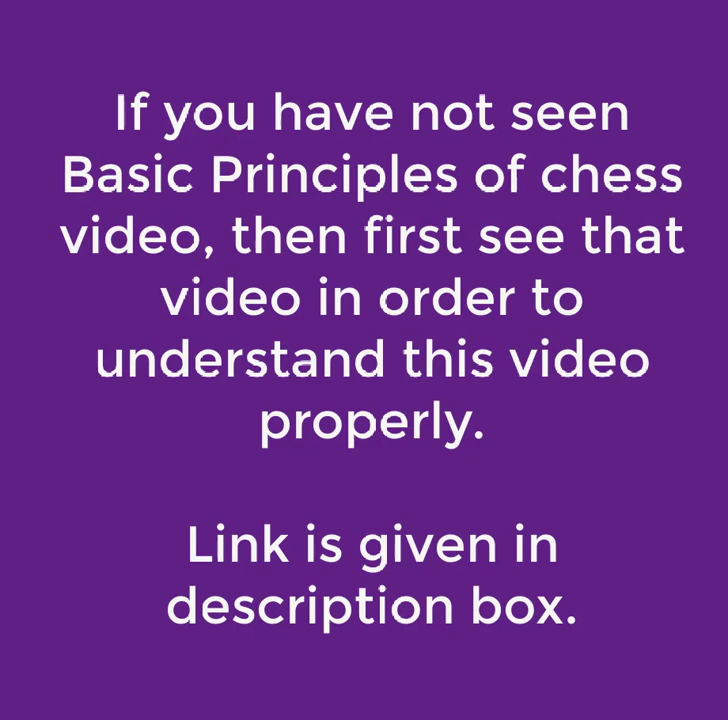 If you have not seen
Basic Principles of chess
video, then first see that
video in order to
understand this video
properly.
Link is given in
description box.